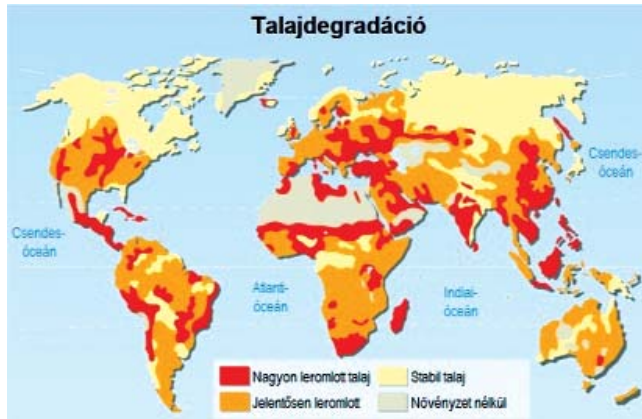 Talajdegradáció
Csendes-
óceán
Csendes-
óceán
Atlanti-
óceán
Indiai-
óceán
Nagyon leromlott talaj
Stabil talaj
Jelentősen leromlott
Növényzet nélkül